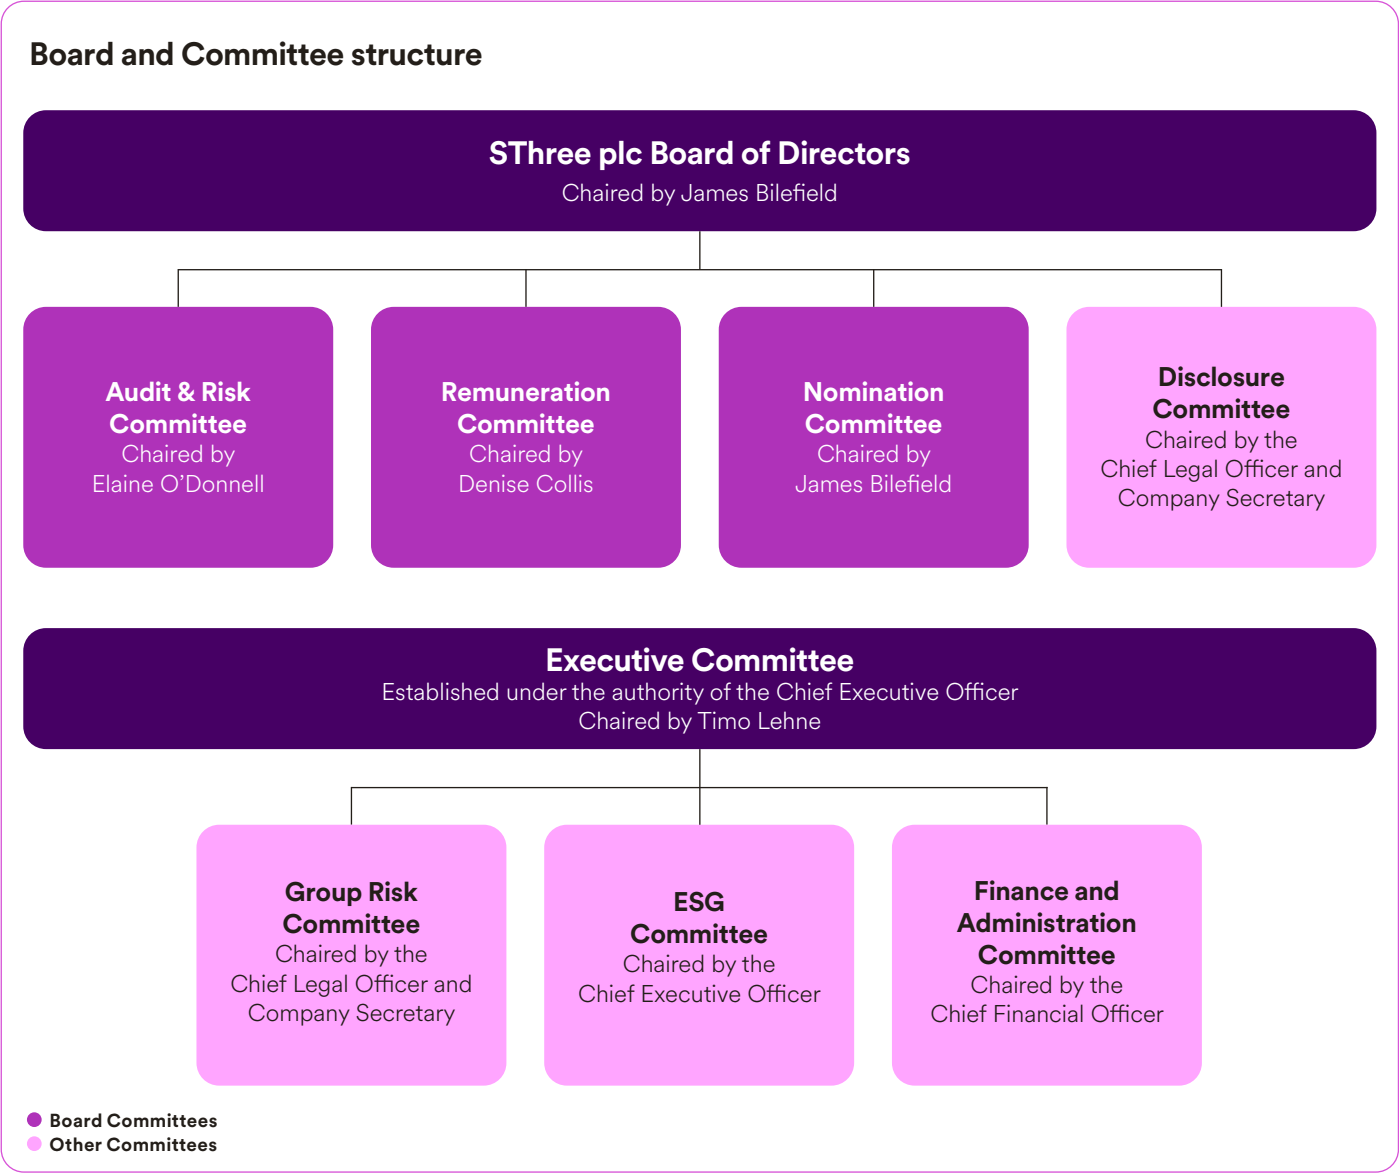 Board and Committee structure
SThree plc Board of Directors
Chaired by James Bilefield
Audit & Risk
Committee
Chaired by
Elaine O’Donnell
Remuneration
Committee
Chaired by
Denise Collis
Nomination
Committee
Chaired by
James Bilefield
Disclosure
Committee
Chaired by the
Chief Legal Officer and
Company Secretary
Executive Committee
Established under the authority of the Chief Executive Officer
Chaired by Timo Lehne
Group Risk
Committee
Chaired by the
Chief Legal Officer and
Company Secretary
ESG
Committee
Chaired by the
Chief Executive Officer
Finance and
Administration
Committee
Chaired by the
Chief Financial Officer
Board Committees
Other Committees